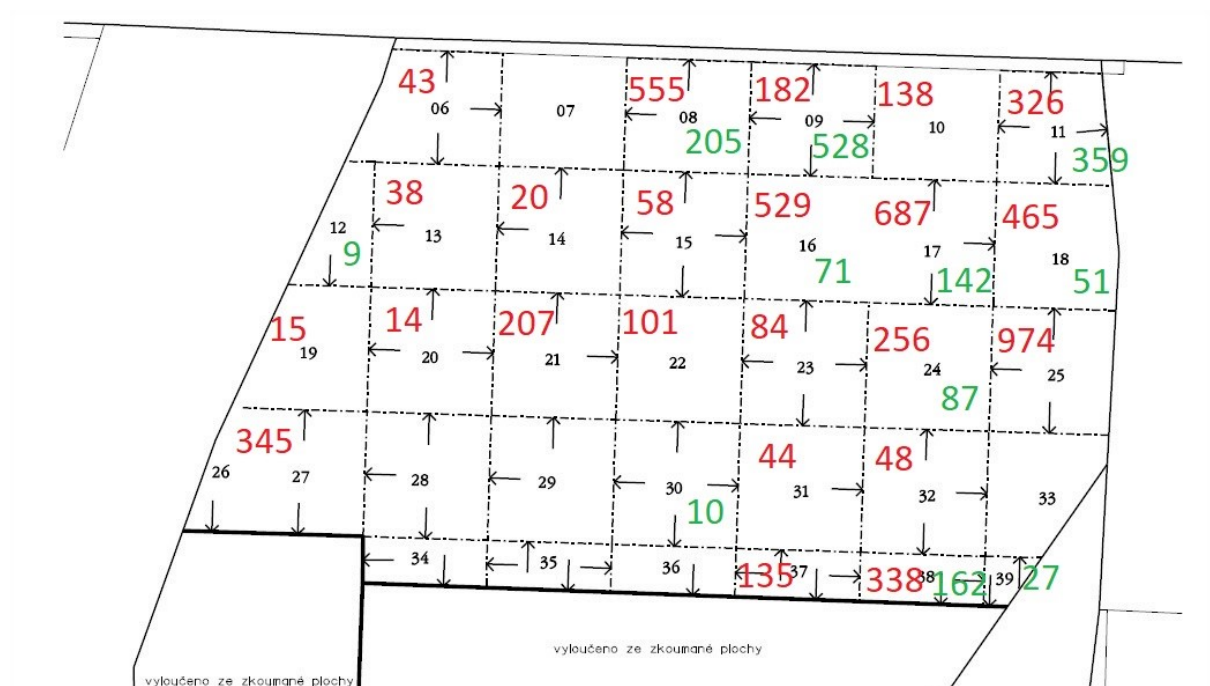 43 555 182 138 326
06 07 08 09 10 11
205 528 359
38 20 58 529 687 465
12 13 14 15 16 17 18
9 71 142 51
15 14 207 101 84 256 974
19 20 21 22 23 24 25
87
345 44 48
26 27 28 29 30 31 32 33
10
34 35 36 37 38 39
135 338 162 27
vyloučeno ze zkoumané plochy
vyloučeno ze zkoumané plochy